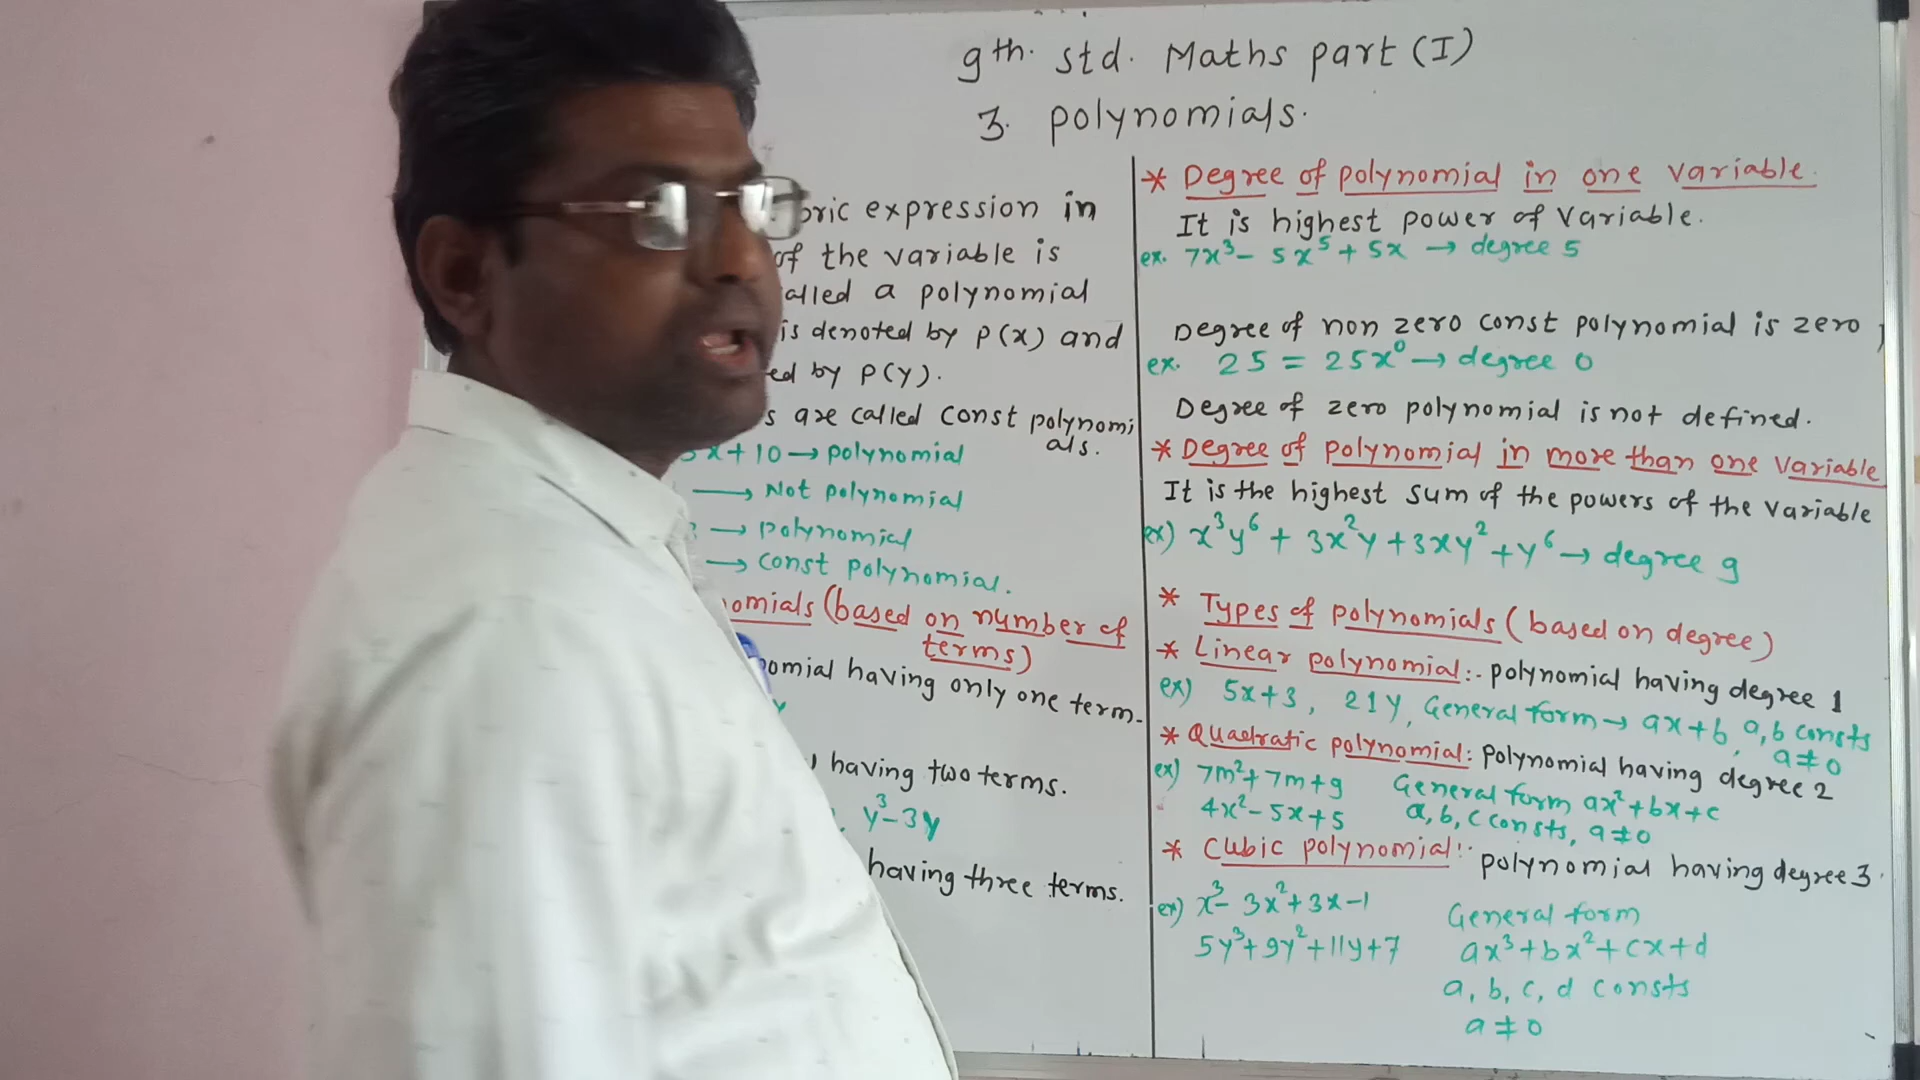 9th. std. Maths part (I)
3. polynomials.
expression in
of the variable is
a polynomial
is denoted by p(x) and
by p(y).
are called const polynomi
als.
x+10 → polynomial
→ Not polynomial
→ polynomial
→ const polynomial.
(based on number of
terms)
having only one term.
having two terms.
y³-3y
having three terms.
* Degree of polynomial in one variable.
It is highest power of variable.
ex. 7x³- 5x⁵+5x → degree 5
Degree of non zero const polynomial is zero
ex. 25 = 25x⁰ → degree 0
Degree of zero polynomial is not defined.
* Degree of polynomial in more than one variable
It is the highest sum of the powers of the variable
ex) x³y⁶ + 3x²y+3xy²+y⁶ → degree 9
* Types of polynomials (based on degree)
* Linear polynomial:- polynomial having degree 1
ex) 5x+3, 21y, General form → ax+b, a,b consts
a≠0
* Quadratic polynomial: polynomial having degree 2
ex) 7m²+7m+9 General form ax²+bx+c
4x²-5x+5 a, b, c consts, a≠0
* Cubic polynomial:- polynomial having degree 3.
ex) x³- 3x²+3x-1 General form
5y³+9y²+11y+7 ax³+bx²+cx+d
a, b, c, d consts
a≠0